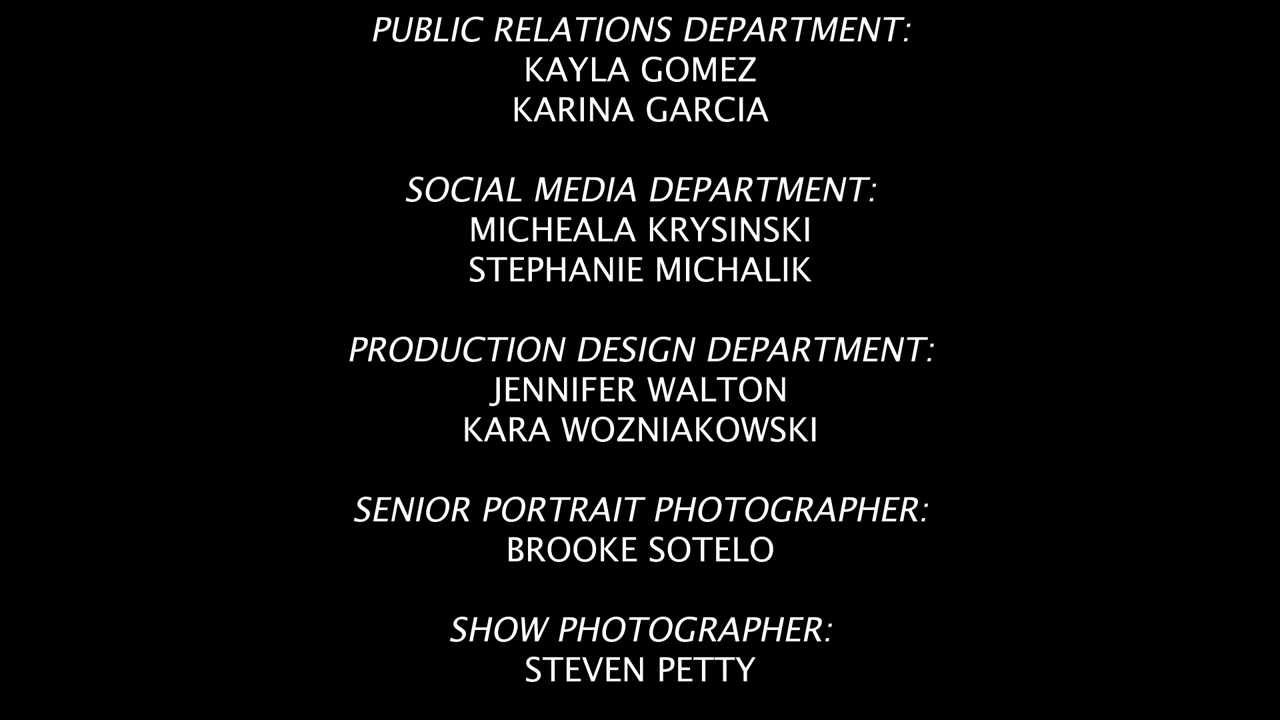 PUBLIC RELATIONS DEPARTMENT:
KAYLA GOMEZ
KARINA GARCIA
SOCIAL MEDIA DEPARTMENT:
MICHEALA KRYSINSKI
STEPHANIE MICHALIK
PRODUCTION DESIGN DEPARTMENT:
JENNIFER WALTON
KARA WOZNIAKOWSKI
SENIOR PORTRAIT PHOTOGRAPHER:
BROOKE SOTELO
SHOW PHOTOGRAPHER:
STEVEN PETTY